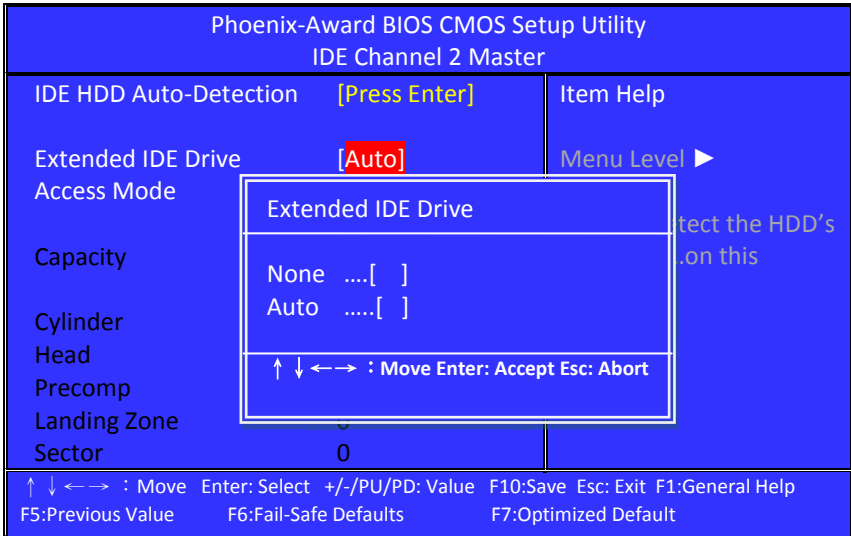 Phoenix-Award BIOS CMOS Setup Utility
IDE Channel 2 Master
IDE HDD Auto-Detection [Press Enter]
Item Help
Extended IDE Drive [Auto]
Menu Level ►
Access Mode
Extended IDE Drive
tect the HDD's
Capacity
..on this
None ....[ ]
Auto .....[ ]
Cylinder
Head
↑↓←→ : Move Enter: Accept Esc: Abort
Precomp
Landing Zone
Sector 0
↑↓←→ : Move Enter: Select +/-/PU/PD: Value F10:Save Esc: Exit F1:General Help
F5:Previous Value F6:Fail-Safe Defaults F7:Optimized Default